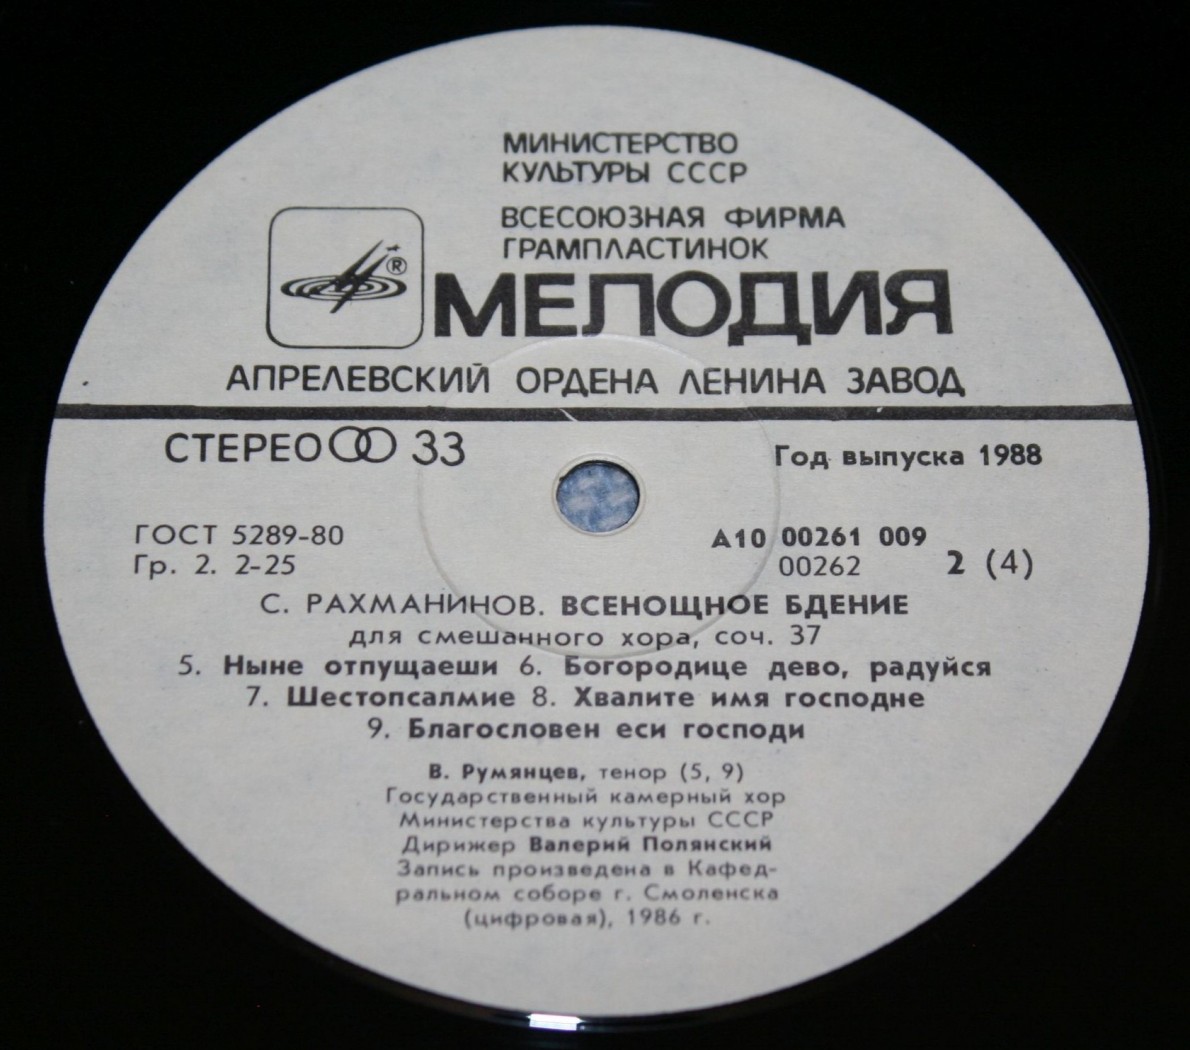 МИНИСТЕРСТВО
КУЛЬТУРЫ СССР
ВСЕСОЮЗНАЯ ФИРМА
ГРАМПЛАСТИНОК
®
МЕЛОДИЯ
АПРЕЛЕВСКИЙ ОРДЕНА ЛЕНИНА ЗАВОД
СТЕРЕО 33
Год выпуска 1988
ГОСТ 5289-80
Гр. 2. 2-25
А10 00261 009
00262 2 (4)
С. РАХМАНИНОВ. ВСЕНОЩНОЕ БДЕНИЕ
для смешанного хора, соч. 37
5. Ныне отпущаеши 6. Богородице дево, радуйся
7. Шестопсалмие 8. Хвалите имя господне
9. Благословен еси господи
В. Румянцев, тенор (5, 9)
Государственный камерный хор
Министерства культуры СССР
Дирижер Валерий Полянский
Запись произведена в Кафед-
ральном соборе г. Смоленска
(цифровая), 1986 г.